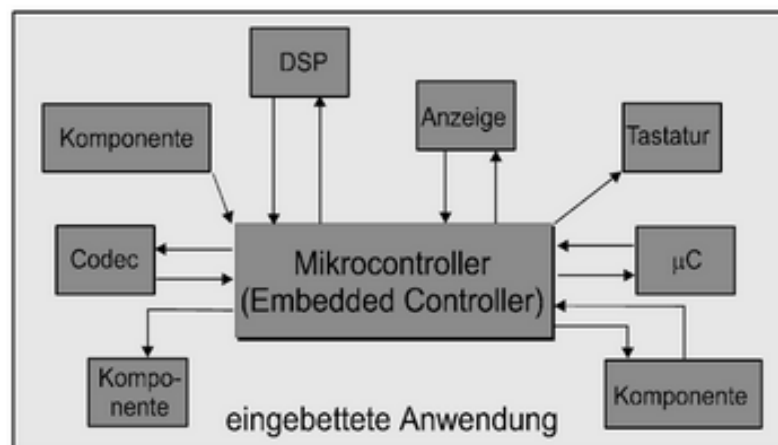 DSP
Anzeige
Komponente
Tastatur
Codec
Mikrocontroller
(Embedded Controller)
µC
Kompo-
nente
Komponente
eingebettete Anwendung